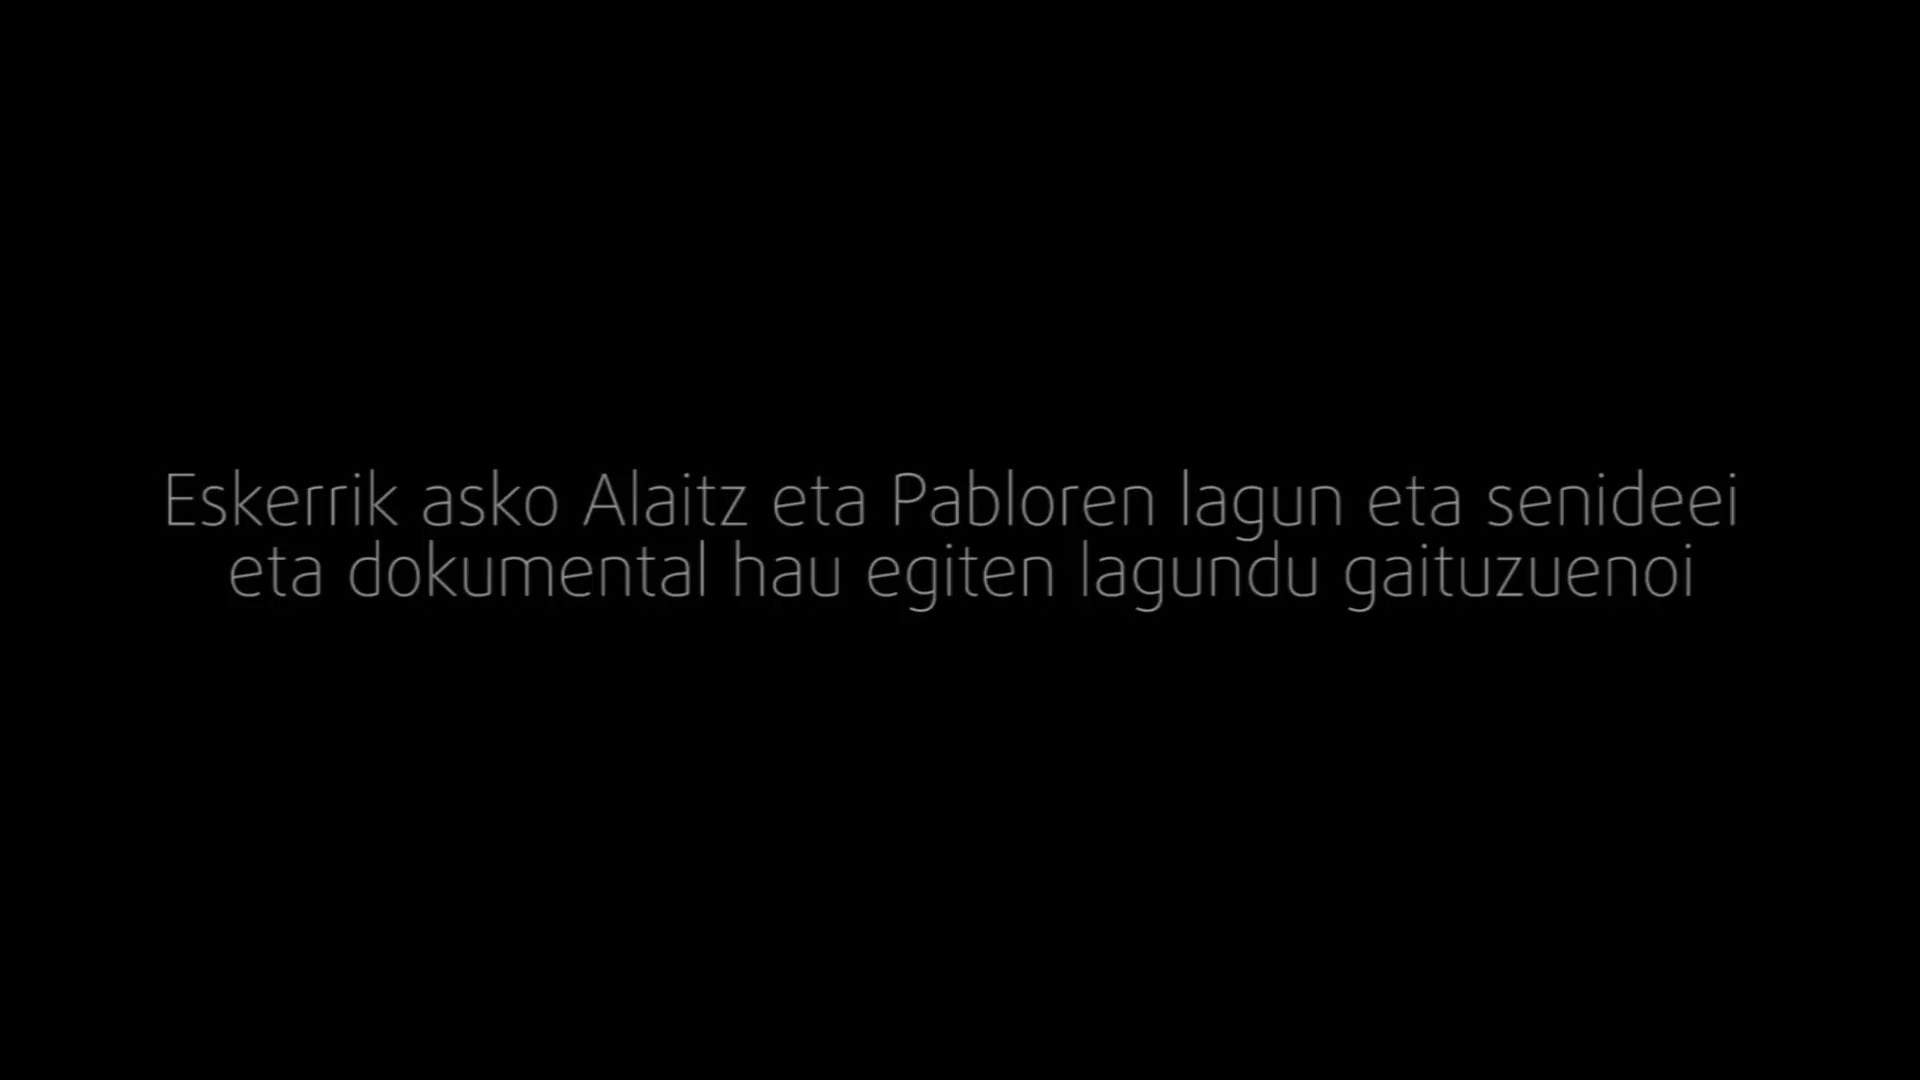 Eskerrik asko Alaitz eta Pabloren lagun eta senideei
eta dokumental hau egiten lagundu gaituzuenoi